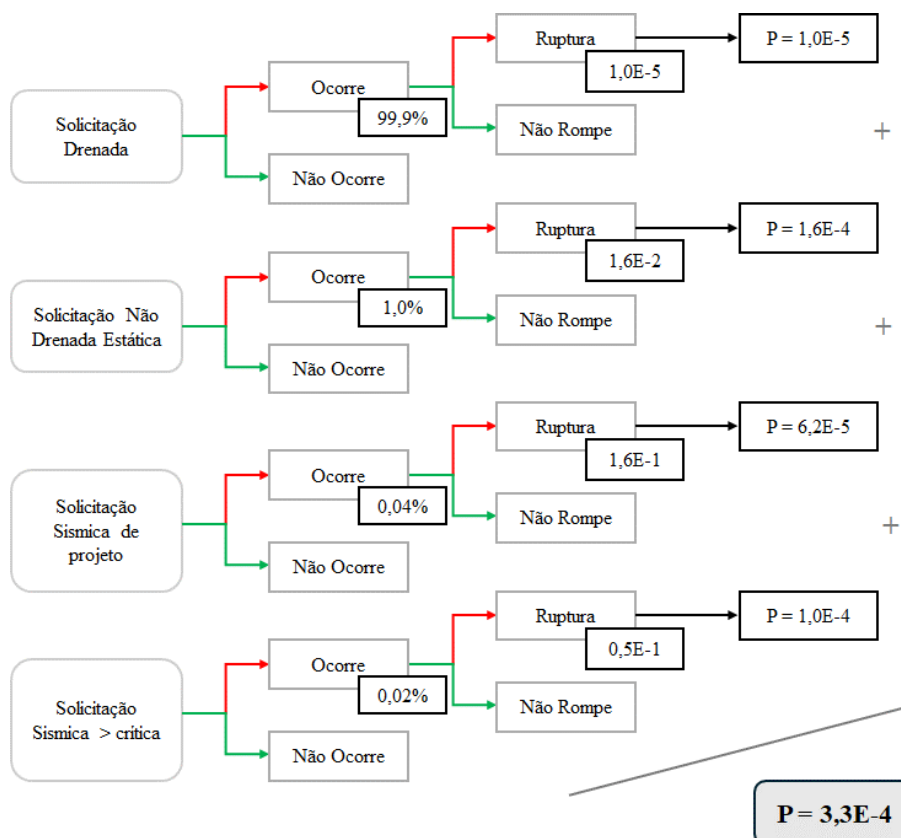 Solicitação
Drenada
Ocorre
99,9%
Não Ocorre
Ruptura
1,0E-5
Não Rompe
P = 1,0E-5
+
Solicitação Não
Drenada Estática
Ocorre
1,0%
Não Ocorre
Ruptura
1,6E-2
Não Rompe
P = 1,6E-4
+
Solicitação
Sísmica de
projeto
Ocorre
0,04%
Não Ocorre
Ruptura
1,6E-1
Não Rompe
P = 6,2E-5
+
Solicitação
Sísmica > crítica
Ocorre
0,02%
Não Ocorre
Ruptura
0,5E-1
Não Rompe
P = 1,0E-4
P = 3,3E-4